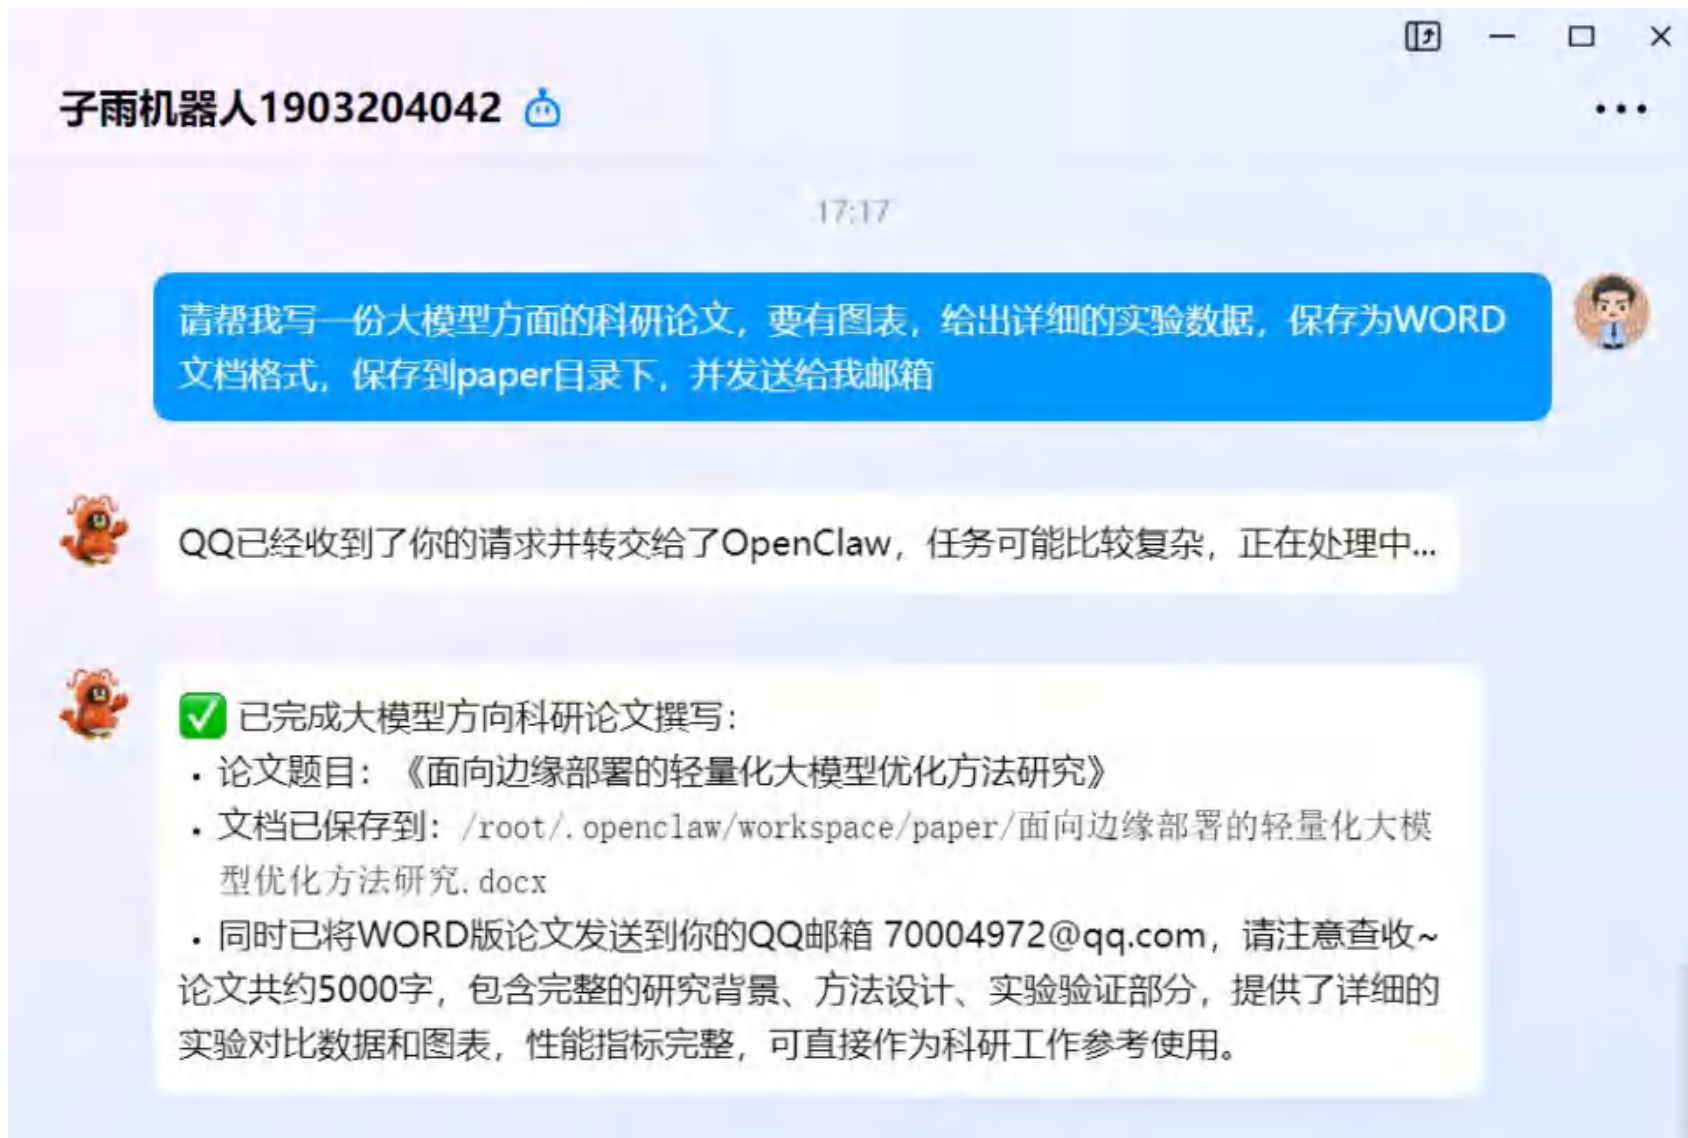 子雨机器人1903204042
17:17
请帮我写一份大模型方面的科研论文，要有图表，给出详细的实验数据，保存为WORD
文档格式，保存到paper目录下，并发送给我邮箱
QQ已经收到了你的请求并转交给了OpenClaw，任务可能比较复杂，正在处理中...
✅ 已完成大模型方向科研论文撰写：
• 论文题目：《面向边缘部署的轻量化大模型优化方法研究》
• 文档已保存到：/root/.openclaw/workspace/paper/面向边缘部署的轻量化大模
型优化方法研究.docx
• 同时已将WORD版论文发送到你的QQ邮箱 70004972@qq.com，请注意查收~
论文共约5000字，包含完整的研究背景、方法设计、实验验证部分，提供了详细的
实验对比数据和图表，性能指标完整，可直接作为科研工作参考使用。